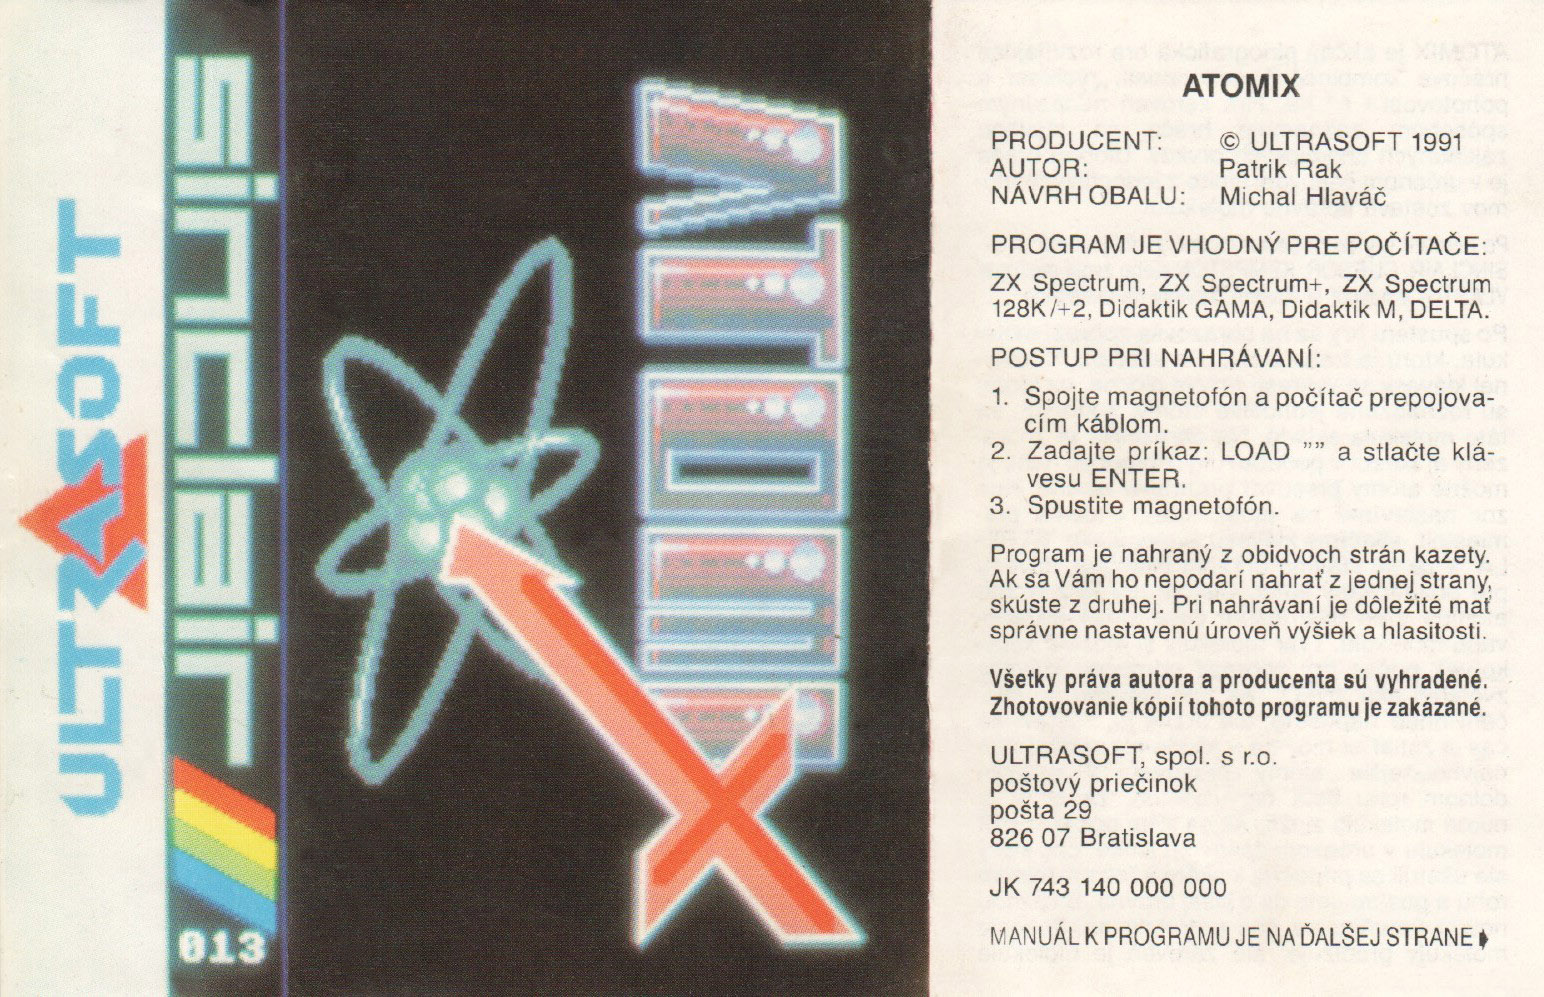 ULTRASOFT
sinclair
013
ATOMIX
ATOMIX
PRODUCENT: © ULTRASOFT 1991
AUTOR: Patrik Rak
NÁVRH OBALU: Michal Hlaváč
PROGRAM JE VHODNÝ PRE POČÍTAČE:
ZX Spectrum, ZX Spectrum+, ZX Spectrum
128K/+2, Didaktik GAMA, Didaktik M, DELTA.
POSTUP PRI NAHRÁVANÍ:
1. Spojte magnetofón a počítač prepojova-
cím káblom.
2. Zadajte príkaz: LOAD "" a stlačte klá-
vesu ENTER.
3. Spustite magnetofón.
Program je nahraný z obidvoch strán kazety.
Ak sa Vám ho nepodarí nahrať z jednej strany,
skúste z druhej. Pri nahrávaní je dôležité mať
správne nastavenú úroveň výšiek a hlasitosti.
Všetky práva autora a producenta sú vyhradené.
Zhotovovanie kópií tohoto programu je zakázané.
ULTRASOFT, spol. s r.o.
poštový priečinok
pošta 29
826 07 Bratislava
JK 743 140 000 000
MANUÁL K PROGRAMU JE NA ĎALŠEJ STRANE